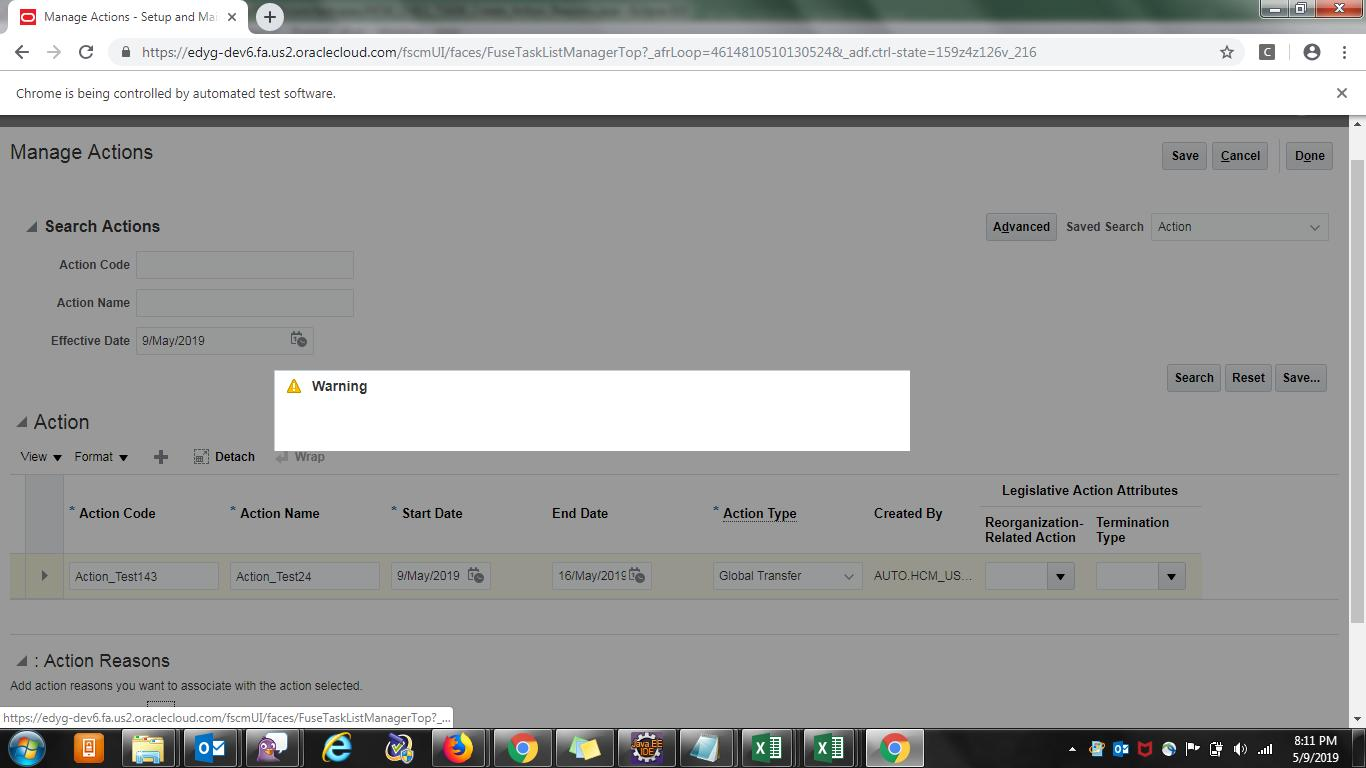 Manage Actions - Setup and Mai
https://edyg-dev6.fa.us2.oraclecloud.com/fscmUI/faces/FuseTaskListManagerTop?_afrLoop=46148105101305​24&_adf.ctrl-state=159z4z126v_216
C
Chrome is being controlled by automated test software.
Manage Actions
Save Cancel Done
Search Actions
Advanced Saved Search Action
Action Code
Action Name
Effective Date 9/May/2019
Search Reset Save...
Warning
Action
View Format Detach Wrap
Legislative Action Attributes
* Action Code * Action Name * Start Date End Date * Action Type Created By Reorganization-Related Action Termination Type
Action_Test143 Action_Test24 9/May/2019 16/May/2019 Global Transfer AUTO.HCM_US...
: Action Reasons
Add action reasons you want to associate with the action selected.
https://edyg-dev6.fa.us2.oraclecloud.com/fscmUI/faces/FuseTaskListManagerTop?_...
Java EE
IDE
8:11 PM
5/9/2019